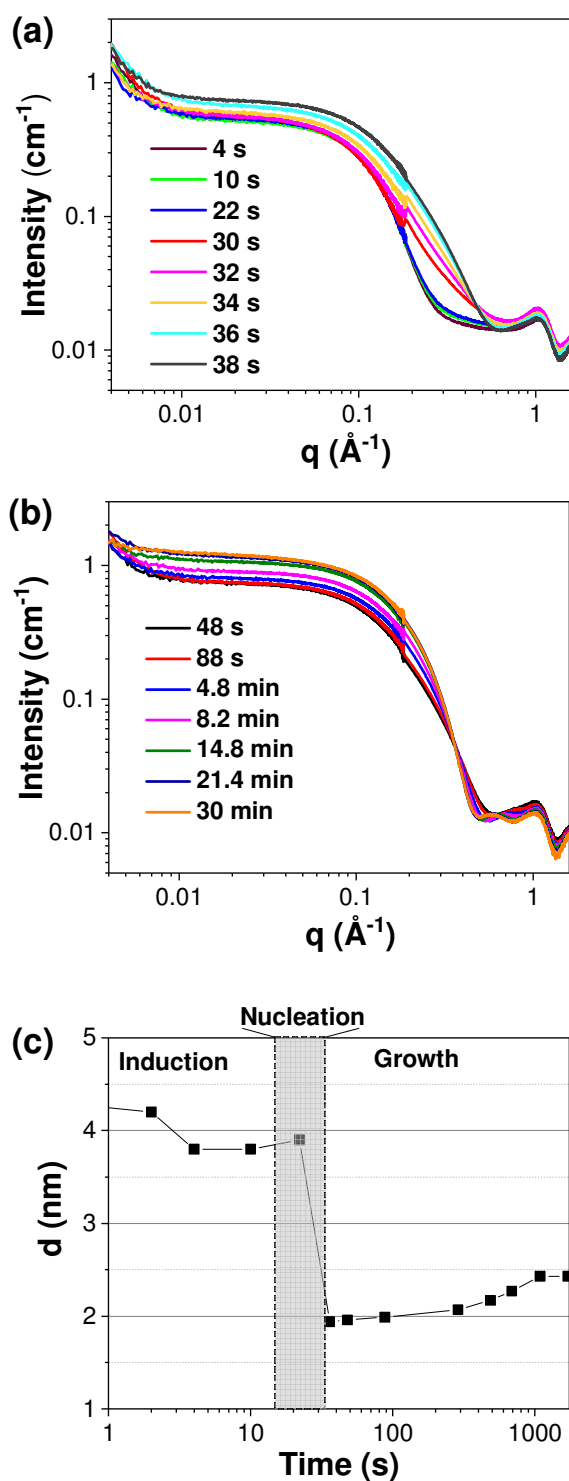 (a)
Intensity (cm⁻¹)
1
0.1
0.01
4 s
10 s
22 s
30 s
32 s
34 s
36 s
38 s
0.01 0.1 1
q (Å⁻¹)
(b)
Intensity (cm⁻¹)
1
0.1
0.01
48 s
88 s
4.8 min
8.2 min
14.8 min
21.4 min
30 min
0.01 0.1 1
q (Å⁻¹)
(c)
Nucleation
Induction Growth
d (nm)
5
4
3
2
1
1 10 100 1000
Time (s)